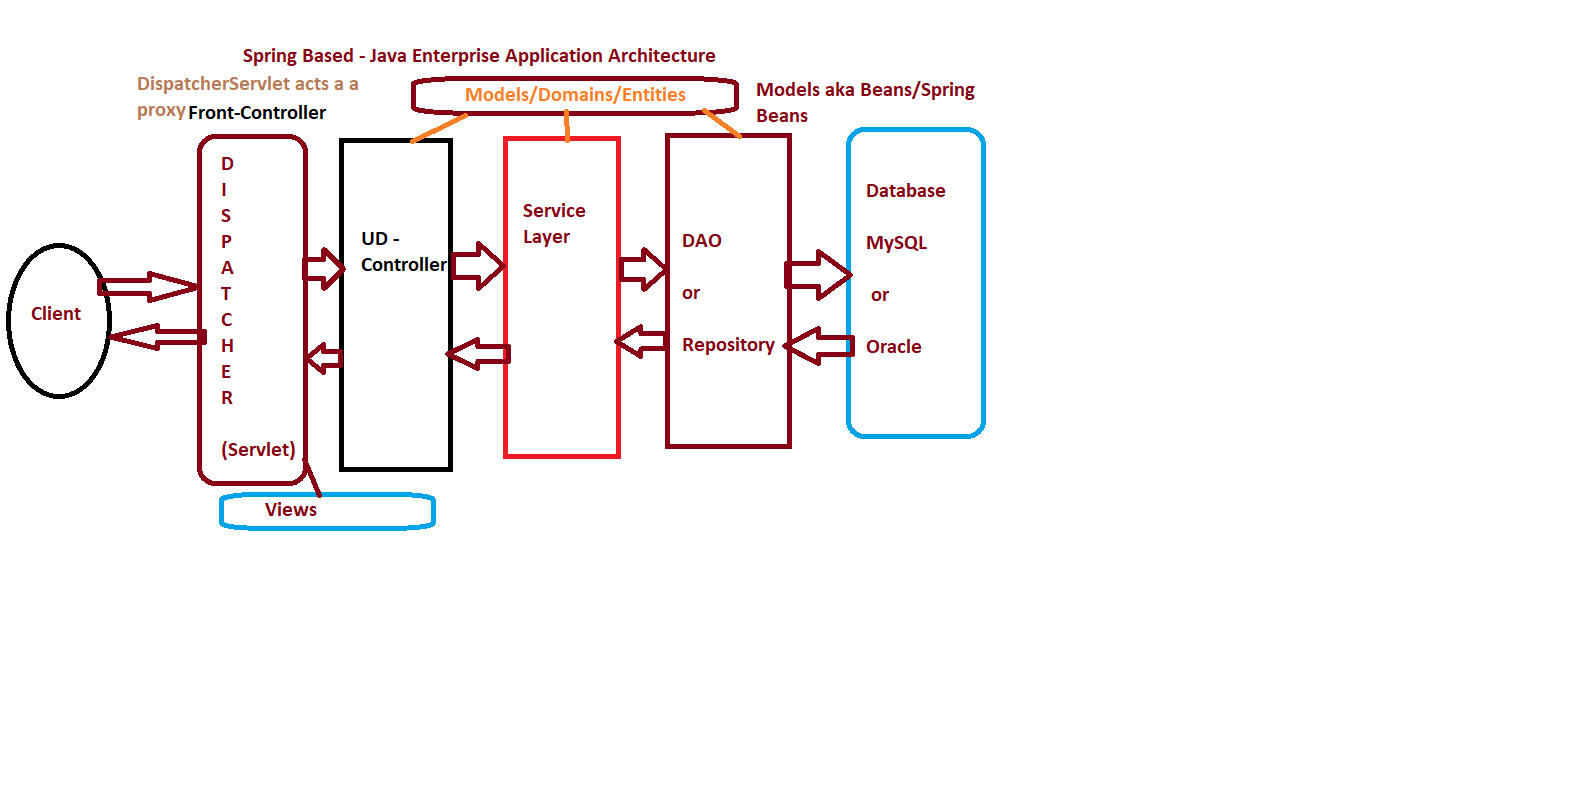 Spring Based - Java Enterprise Application Architecture
DispatcherServlet acts a a
proxy Front-Controller
Models/Domains/Entities
Models aka Beans/Spring
Beans
Client
D
I
S
P
A
T
C
H
E
R
(Servlet)
Views
UD -
Controller
Service
Layer
DAO
or
Repository
Database
MySQL
or
Oracle